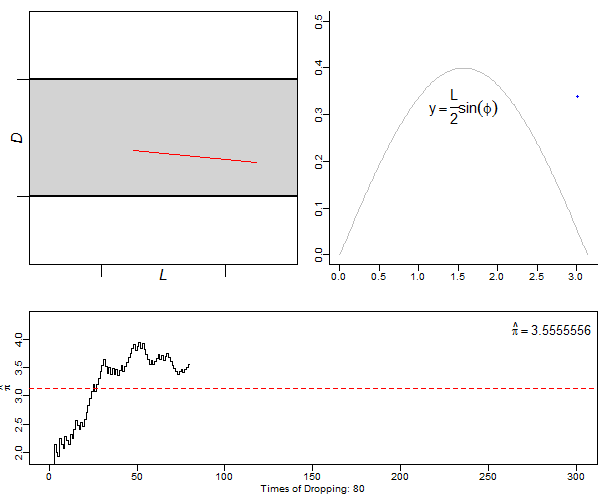 D
L
0.0 0.1 0.2 0.3 0.4 0.5
y = L/2 sin(ϕ)
0.0 0.5 1.0 1.5 2.0 2.5 3.0
π̂ = 3.5555556
π̂
2.0 2.5 3.0 3.5 4.0
0 50 100 150 200 250 300
Times of Dropping: 80